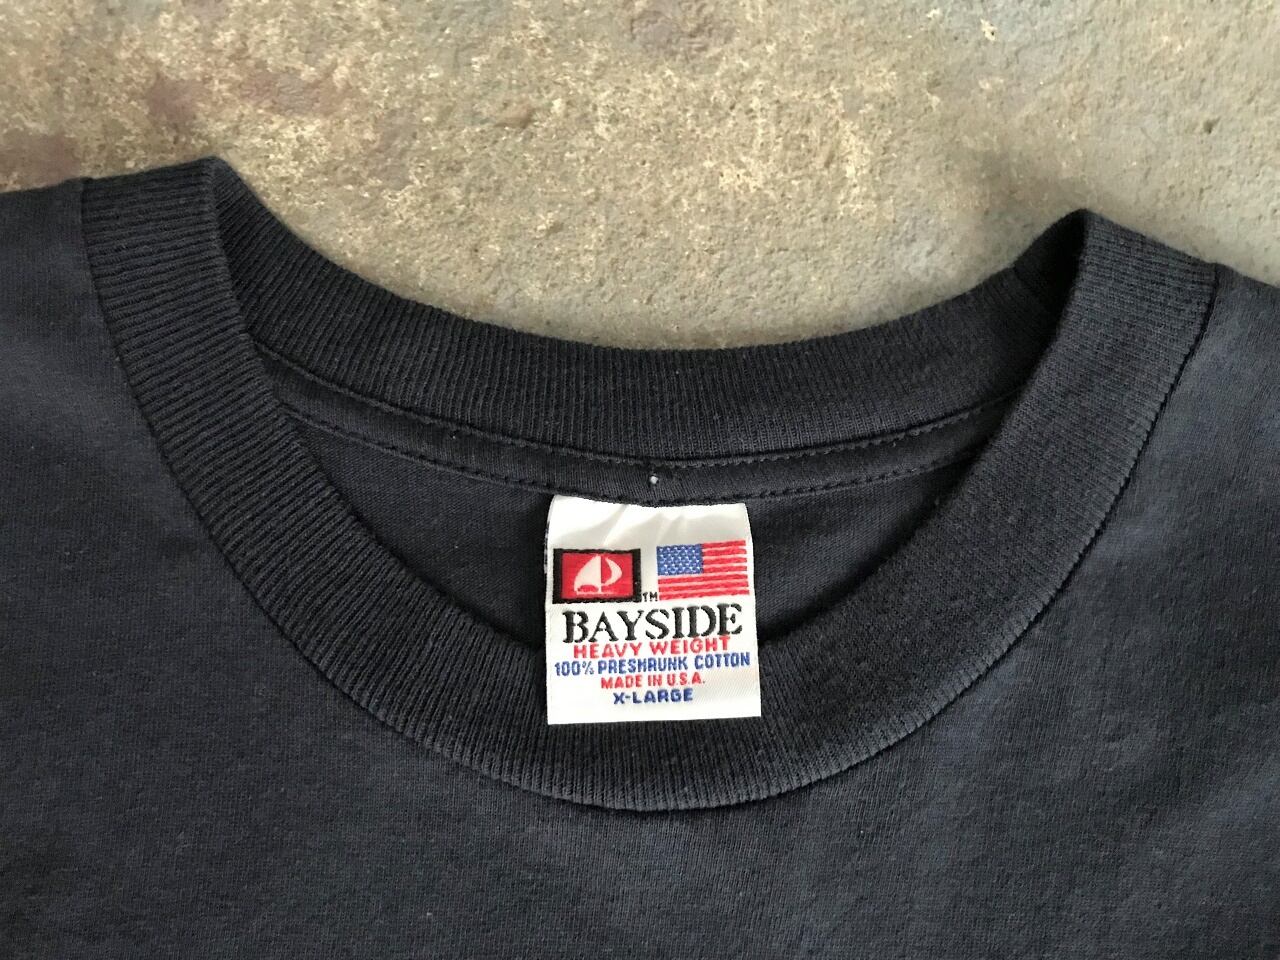 TM
BAYSIDE
HEAVY WEIGHT
100% PRESHRUNK COTTON
MADE IN U.S.A.
X-LARGE